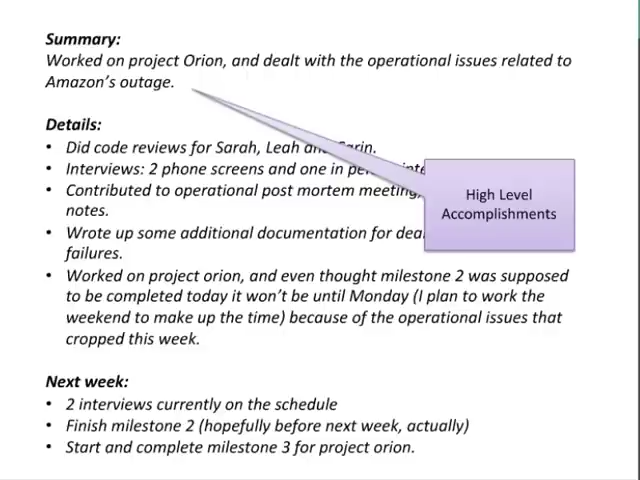 Summary:
Worked on project Orion, and dealt with the operational issues related to
Amazon's outage.
Details:
• Did code reviews for Sarah, Leah and Sarin.
• Interviews: 2 phone screens and one in
• Contributed to operational post mortem meeting,
notes.
• Wrote up some additional documentation for
failures.
• Worked on project orion, and even thought milestone 2 was supposed
to be completed today it won't be until Monday (I plan to work the
weekend to make up the time) because of the operational issues that
cropped this week.
High Level
Accomplishments
Next week:
• 2 interviews currently on the schedule
• Finish milestone 2 (hopefully before next week, actually)
• Start and complete milestone 3 for project orion.